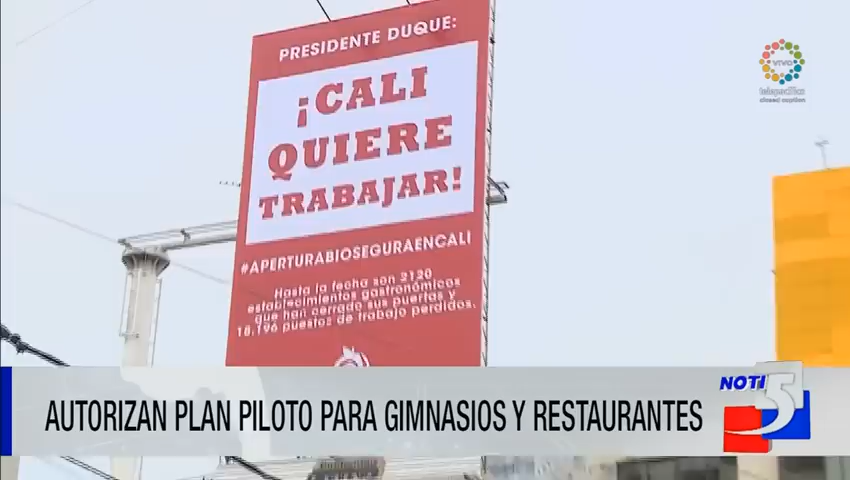 PRESIDENTE DUQUE:
¡CALI
QUIERE
TRABAJAR!
#APERTURABIOSEGURAENCALI
Hasta la fecha son 2120
establecimientos gastronómicos
que han cerrado sus puertas y
18.196 puestos de trabajo perdidos.
VIVO
telepacífico
closed caption
NOTI 5
AUTORIZAN PLAN PILOTO PARA GIMNASIOS Y RESTAURANTES